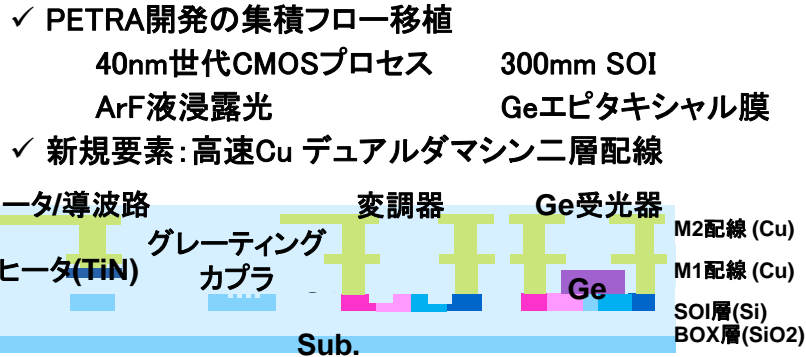 ✓ PETRA開発の集積フロー移植
40nm世代CMOSプロセス 300mm SOI
ArF液浸露光 Geエピタキシャル膜
✓ 新規要素：高速Cu デュアルダマシン二層配線
ータ/導波路 変調器 Ge受光器
M2配線 (Cu)
グレーティング
カプラ
ヒータ(TiN)
M1配線 (Cu)
Ge
SOI層(Si)
BOX層(SiO2)
Sub.